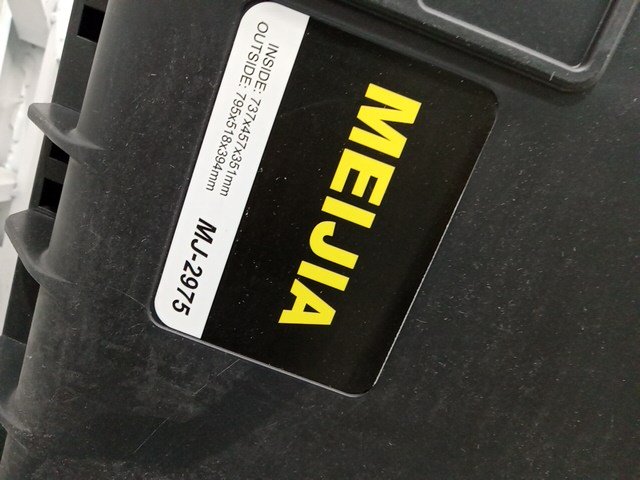 MEIJIA
INSIDE: 737x457x351mm
OUTSIDE: 795x518x394mm
MJ-2975